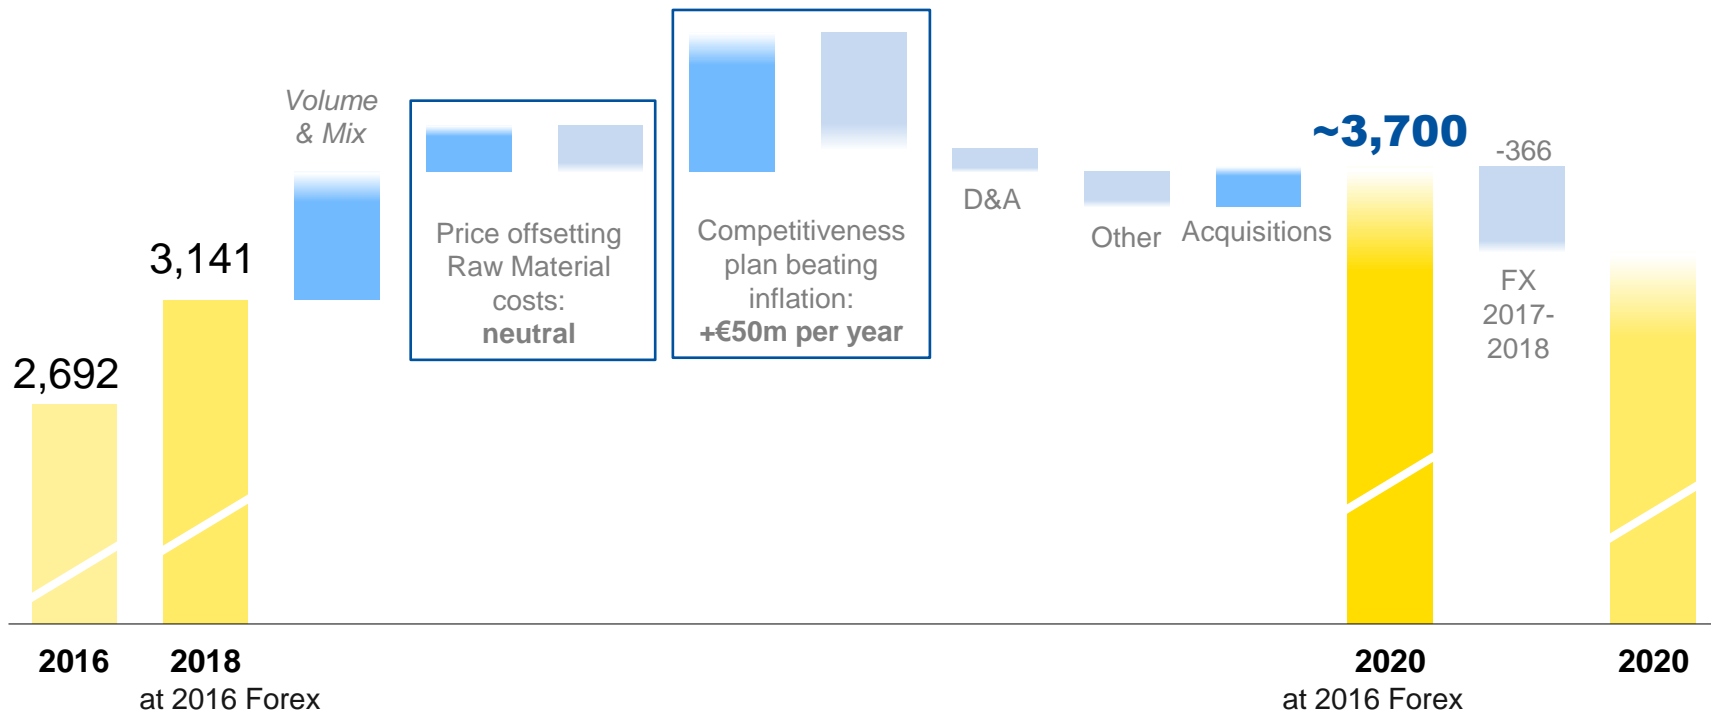 2,692
3,141
Volume
& Mix
Price offsetting
Raw Material
costs:
neutral
Competitiveness
plan beating
inflation:
+€50m per year
D&A
Other
Acquisitions
~3,700
-366
FX
2017-
2018
2016
2018
at 2016 Forex
2020
at 2016 Forex
2020